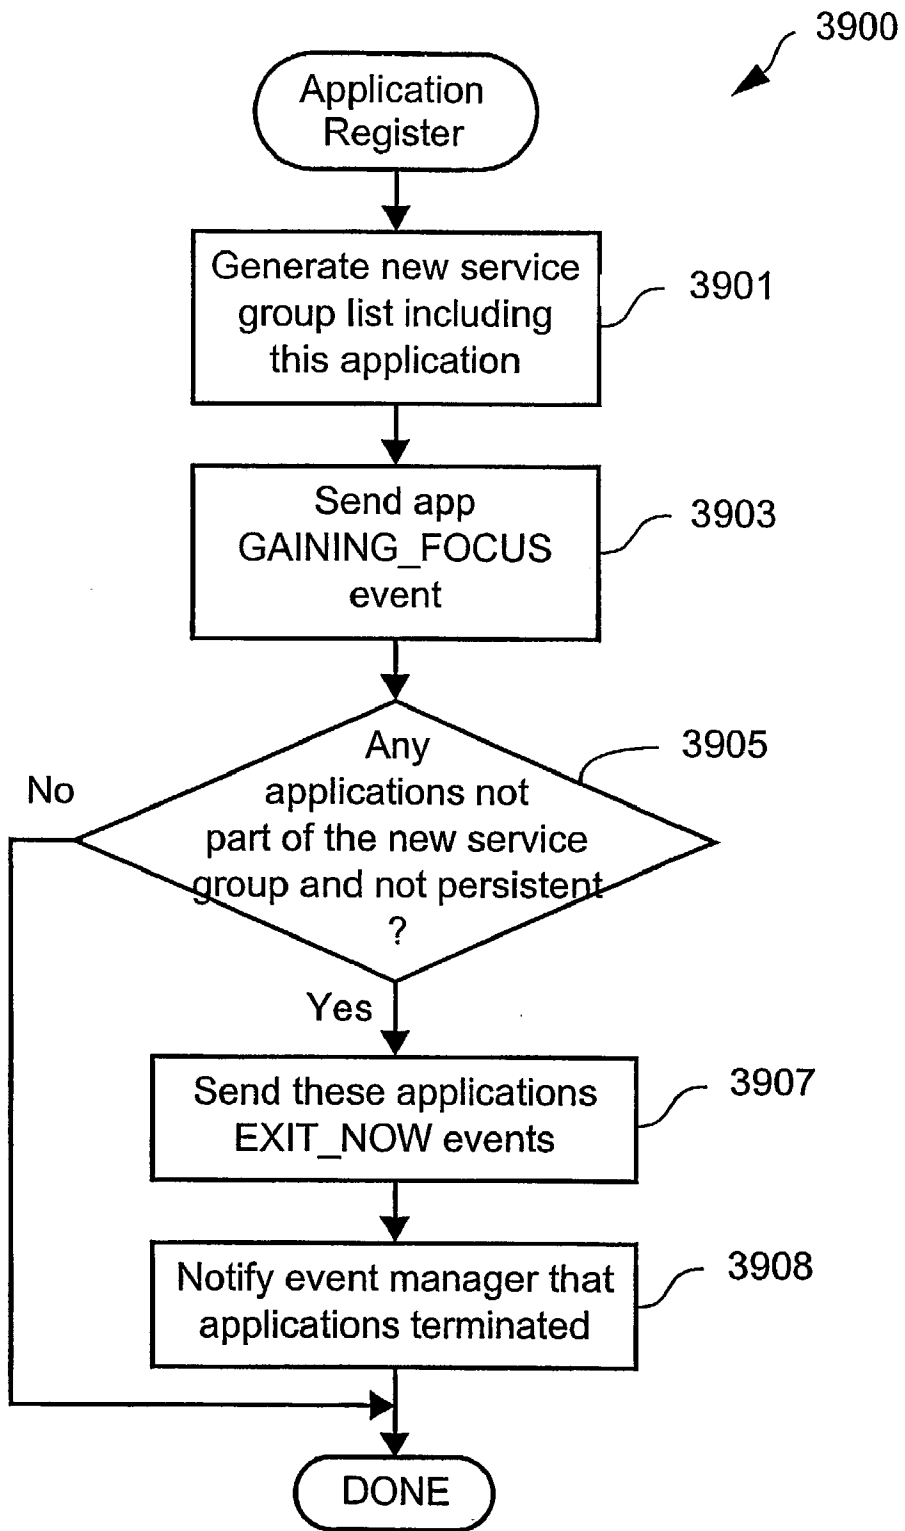 3900
Application
Register
Generate new service
group list including
this application
3901
Send app
GAINING_FOCUS
event
3903
Any
applications not
part of the new service
group and not persistent
?
3905
No
Yes
Send these applications
EXIT_NOW events
3907
Notify event manager that
applications terminated
3908
DONE